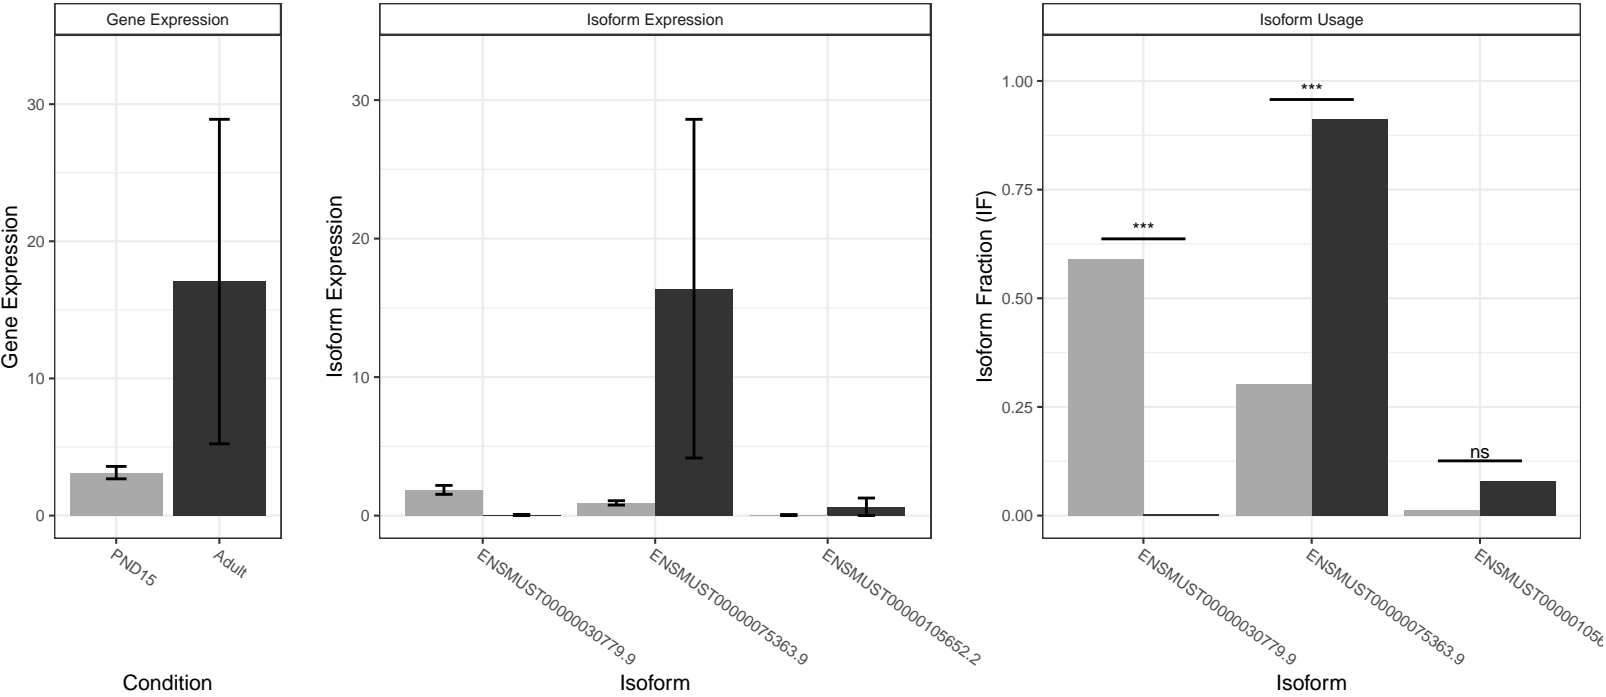 Gene Expression
Gene Expression
30
20
10
0
PND15
Adult
Condition
Isoform Expression
Isoform Expression
30
20
10
0
ENSMUST00000030779.9
ENSMUST00000075363.9
ENSMUST00000105652.2
Isoform
Isoform Usage
Isoform Fraction (IF)
1.00
0.75
0.50
0.25
0.00
***
***
ns
ENSMUST00000030779.9
ENSMUST00000075363.9
ENSMUST000001056
Isoform